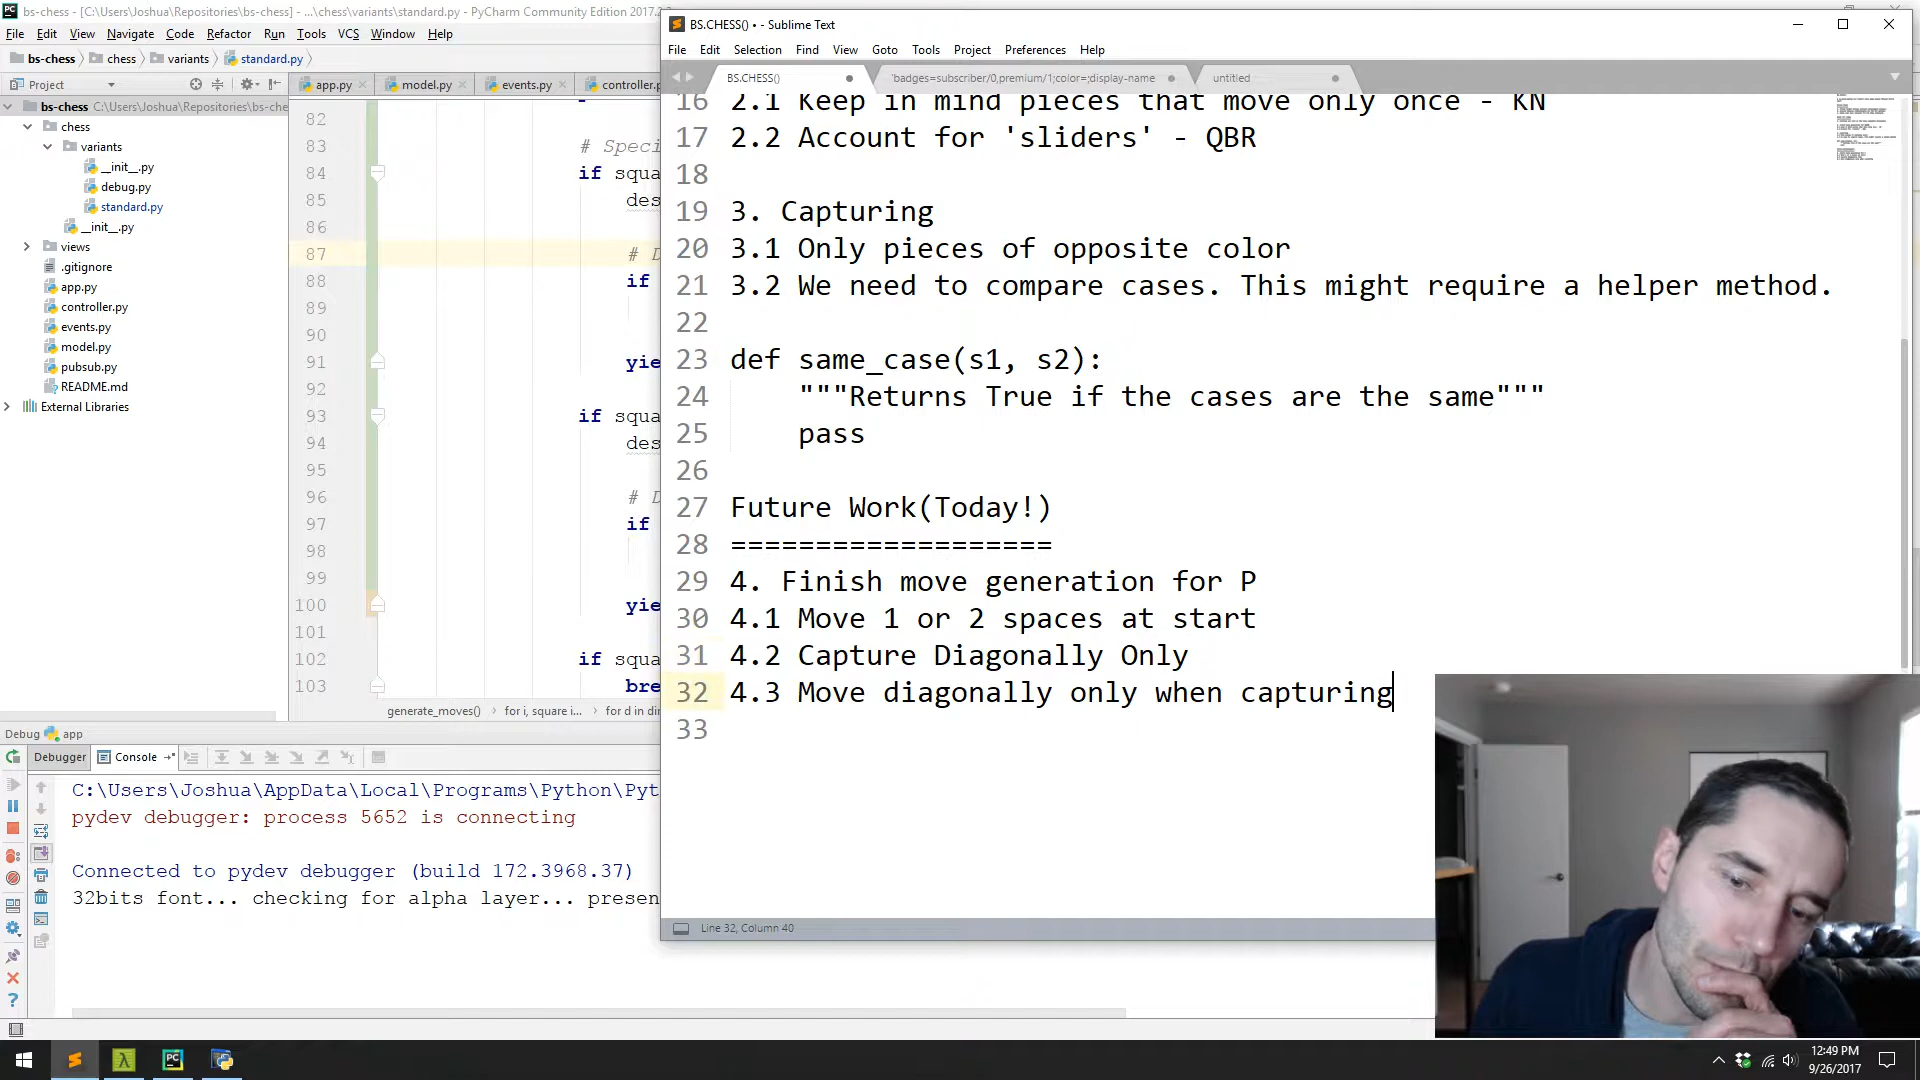 bs-chess - [C:\Users\Joshua\Repositories\bs-chess] - ...\chess\variants\standard.py - PyCharm Community Edition 2017.2
File Edit View Navigate Code Refactor Run Tools VCS Window Help
bs-chess chess variants standard.py
Project
app.py model.py events.py controller.
bs-chess C:\Users\Joshua\Repositories\bs-che
chess
variants
__init__.py
debug.py
standard.py
__init__.py
views
.gitignore
app.py
controller.py
events.py
model.py
pubsub.py
README.md
External Libraries
82
83 # Speci
84 if squa
85 des
86
87 # D
88 if
89
90
91 yie
92
93 if squa
94 des
95
96 # D
97 if
98
99
100 yie
101
102 if squa
103 bre
generate_moves() for i, square i... for d in dir
BS.CHESS() • - Sublime Text
File Edit Selection Find View Goto Tools Project Preferences Help
BS.CHESS() 'badges=subscriber/0,premium/1;color=;display-name untitled
16 2.1 Keep in mind pieces that move only once - KN
17 2.2 Account for 'sliders' - QBR
18
19 3. Capturing
20 3.1 Only pieces of opposite color
21 3.2 We need to compare cases. This might require a helper method.
22
23 def same_case(s1, s2):
24 """Returns True if the cases are the same"""
25 pass
26
27 Future Work(Today!)
28 ===================
29 4. Finish move generation for P
30 4.1 Move 1 or 2 spaces at start
31 4.2 Capture Diagonally Only
32 4.3 Move diagonally only when capturing
33
Line 32, Column 40
Debug app
Debugger Console
C:\Users\Joshua\AppData\Local\Programs\Python\Pyt
pydev debugger: process 5652 is connecting
Connected to pydev debugger (build 172.3968.37)
32bits font... checking for alpha layer... presen
12:49 PM
9/26/2017